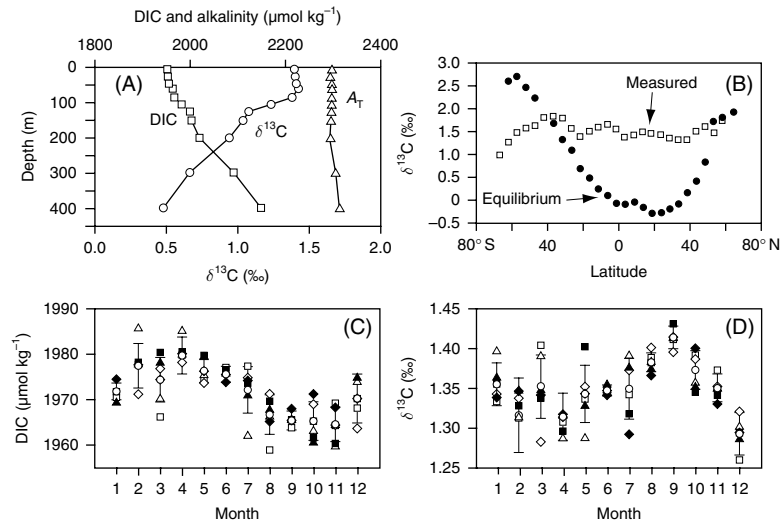 DIC and alkalinity (µmol kg⁻¹)
1800 2000 2200 2400
(A)
0
100
200
300
400
Depth (m)
DIC
δ¹³C
A_T
0.0 0.5 1.0 1.5 2.0
δ¹³C (‰)
(B)
3.0
2.5
2.0
1.5
1.0
0.5
0
−0.5
δ¹³C (‰)
Measured
Equilibrium
80° S 40 0 40 80° N
Latitude
(C)
1990
1980
1970
1960
DIC (µmol kg⁻¹)
1 2 3 4 5 6 7 8 9 10 11 12
Month
(D)
1.45
1.40
1.35
1.30
1.25
δ¹³C (‰)
1 2 3 4 5 6 7 8 9 10 11 12
Month